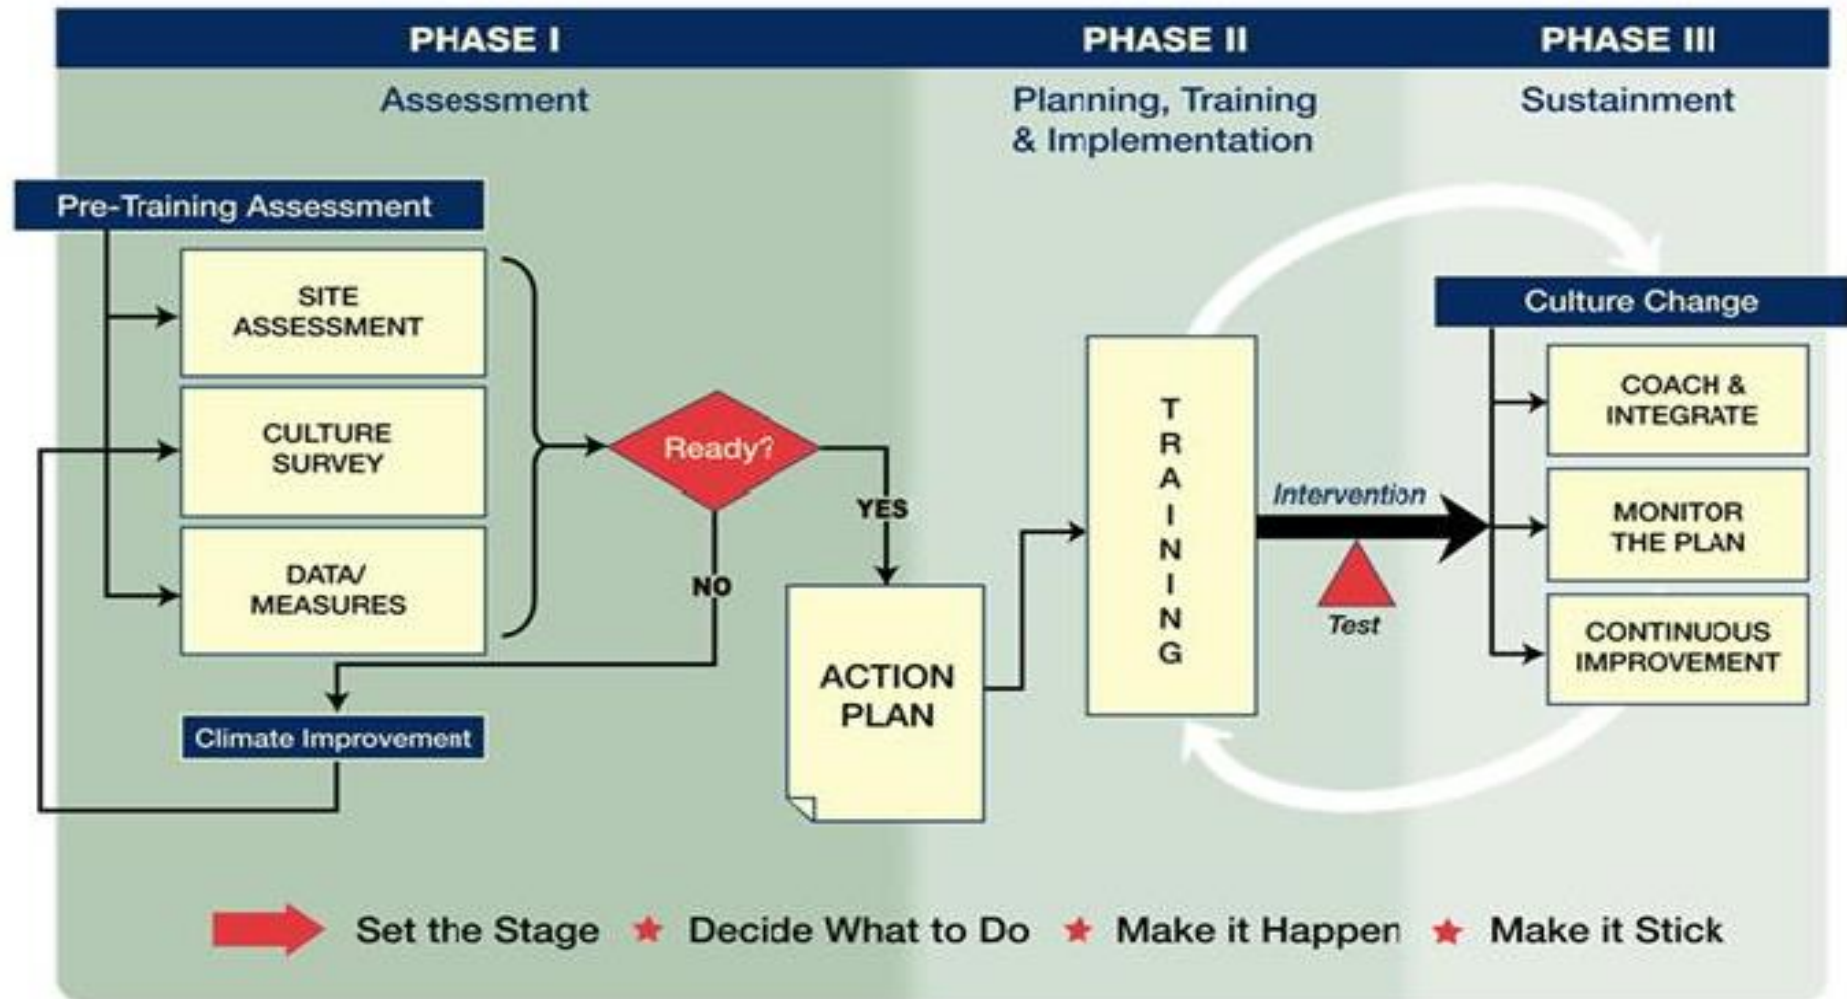 PHASE I
PHASE II
PHASE III
Assessment
Planning, Training
& Implementation
Sustainment
Pre-Training Assessment
SITE
ASSESSMENT
CULTURE
SURVEY
DATA/
MEASURES
Ready?
YES
NO
Climate Improvement
ACTION
PLAN
TRAINING
Intervention
Test
Culture Change
COACH &
INTEGRATE
MONITOR
THE PLAN
CONTINUOUS
IMPROVEMENT
Set the Stage ★ Decide What to Do ★ Make it Happen ★ Make it Stick